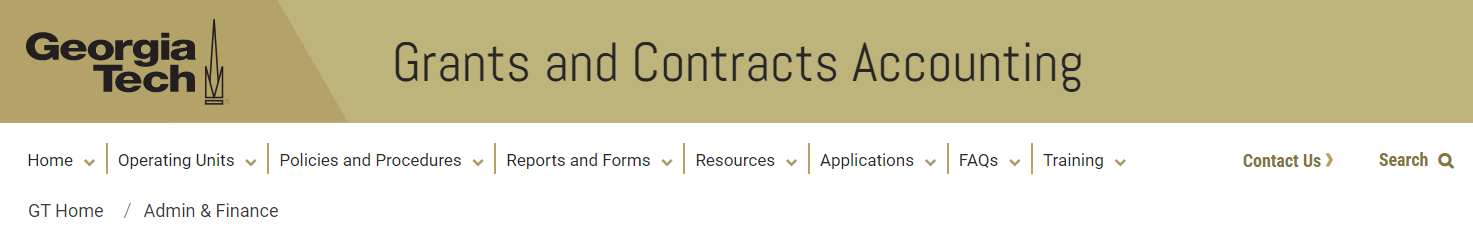 Georgia
Tech
Grants and Contracts Accounting
Home Operating Units Policies and Procedures Reports and Forms Resources Applications FAQs Training Contact Us Search
GT Home / Admin & Finance